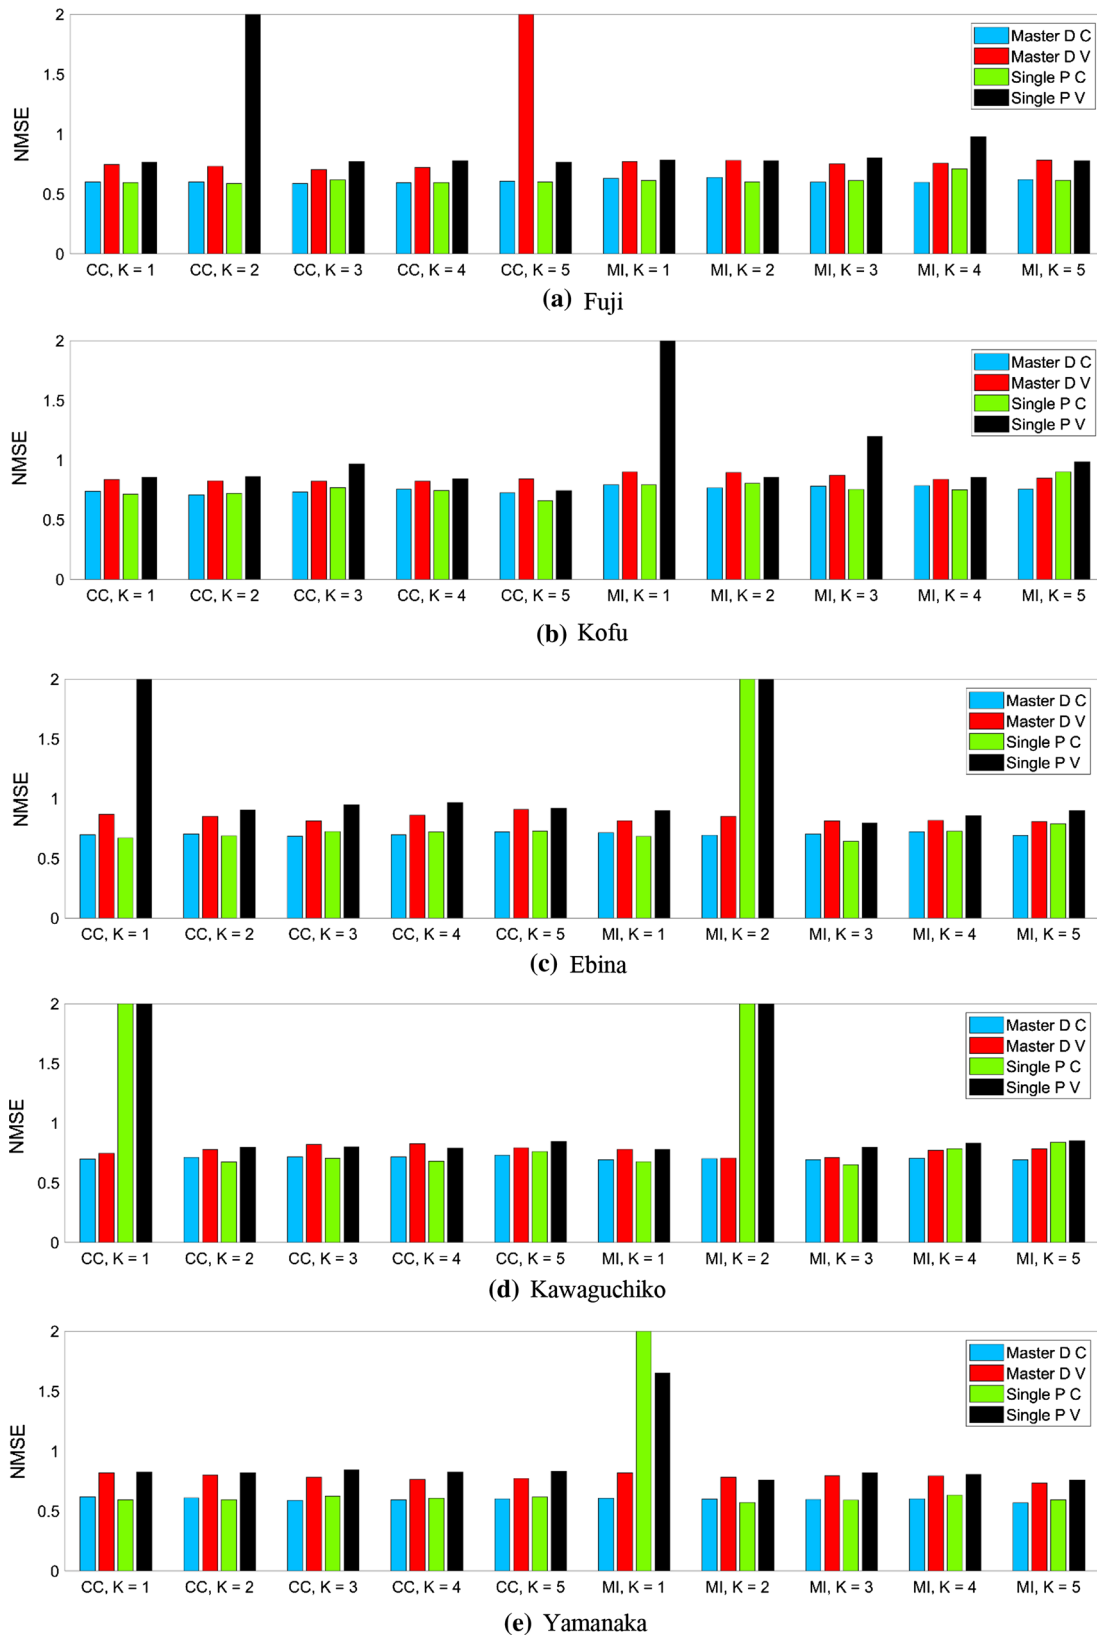 2
1.5
1
0.5
0
NMSE
Master D C
Master D V
Single P C
Single P V
CC, K = 1 CC, K = 2 CC, K = 3 CC, K = 4 CC, K = 5 MI, K = 1 MI, K = 2 MI, K = 3 MI, K = 4 MI, K = 5
(a) Fuji
2
1.5
1
0.5
0
NMSE
Master D C
Master D V
Single P C
Single P V
CC, K = 1 CC, K = 2 CC, K = 3 CC, K = 4 CC, K = 5 MI, K = 1 MI, K = 2 MI, K = 3 MI, K = 4 MI, K = 5
(b) Kofu
2
1.5
1
0.5
0
NMSE
Master D C
Master D V
Single P C
Single P V
CC, K = 1 CC, K = 2 CC, K = 3 CC, K = 4 CC, K = 5 MI, K = 1 MI, K = 2 MI, K = 3 MI, K = 4 MI, K = 5
(c) Ebina
2
1.5
1
0.5
0
NMSE
Master D C
Master D V
Single P C
Single P V
CC, K = 1 CC, K = 2 CC, K = 3 CC, K = 4 CC, K = 5 MI, K = 1 MI, K = 2 MI, K = 3 MI, K = 4 MI, K = 5
(d) Kawaguchiko
2
1.5
1
0.5
0
NMSE
Master D C
Master D V
Single P C
Single P V
CC, K = 1 CC, K = 2 CC, K = 3 CC, K = 4 CC, K = 5 MI, K = 1 MI, K = 2 MI, K = 3 MI, K = 4 MI, K = 5
(e) Yamanaka